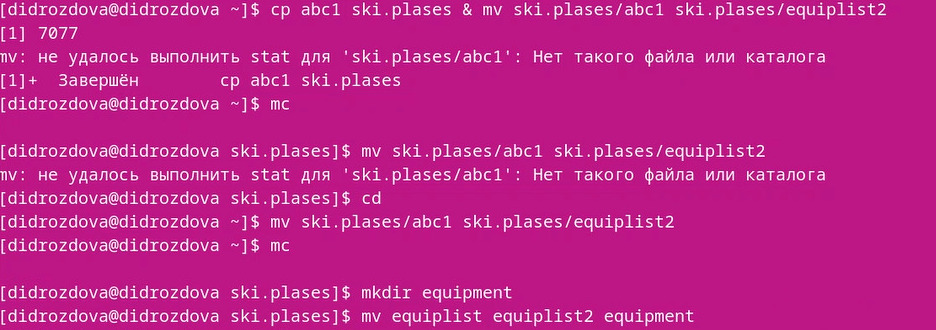 [didrozdova@didrozdova ~]$ cp abc1 ski.plases & mv ski.plases/abc1 ski.plases/equiplist2
[1] 7077
mv: не удалось выполнить stat для 'ski.plases/abc1': Нет такого файла или каталога
[1]+  Завершён        cp abc1 ski.plases
[didrozdova@didrozdova ~]$ mc
[didrozdova@didrozdova ski.plases]$ mv ski.plases/abc1 ski.plases/equiplist2
mv: не удалось выполнить stat для 'ski.plases/abc1': Нет такого файла или каталога
[didrozdova@didrozdova ski.plases]$ cd
[didrozdova@didrozdova ~]$ mv ski.plases/abc1 ski.plases/equiplist2
[didrozdova@didrozdova ~]$ mc
[didrozdova@didrozdova ski.plases]$ mkdir equipment
[didrozdova@didrozdova ski.plases]$ mv equiplist equiplist2 equipment